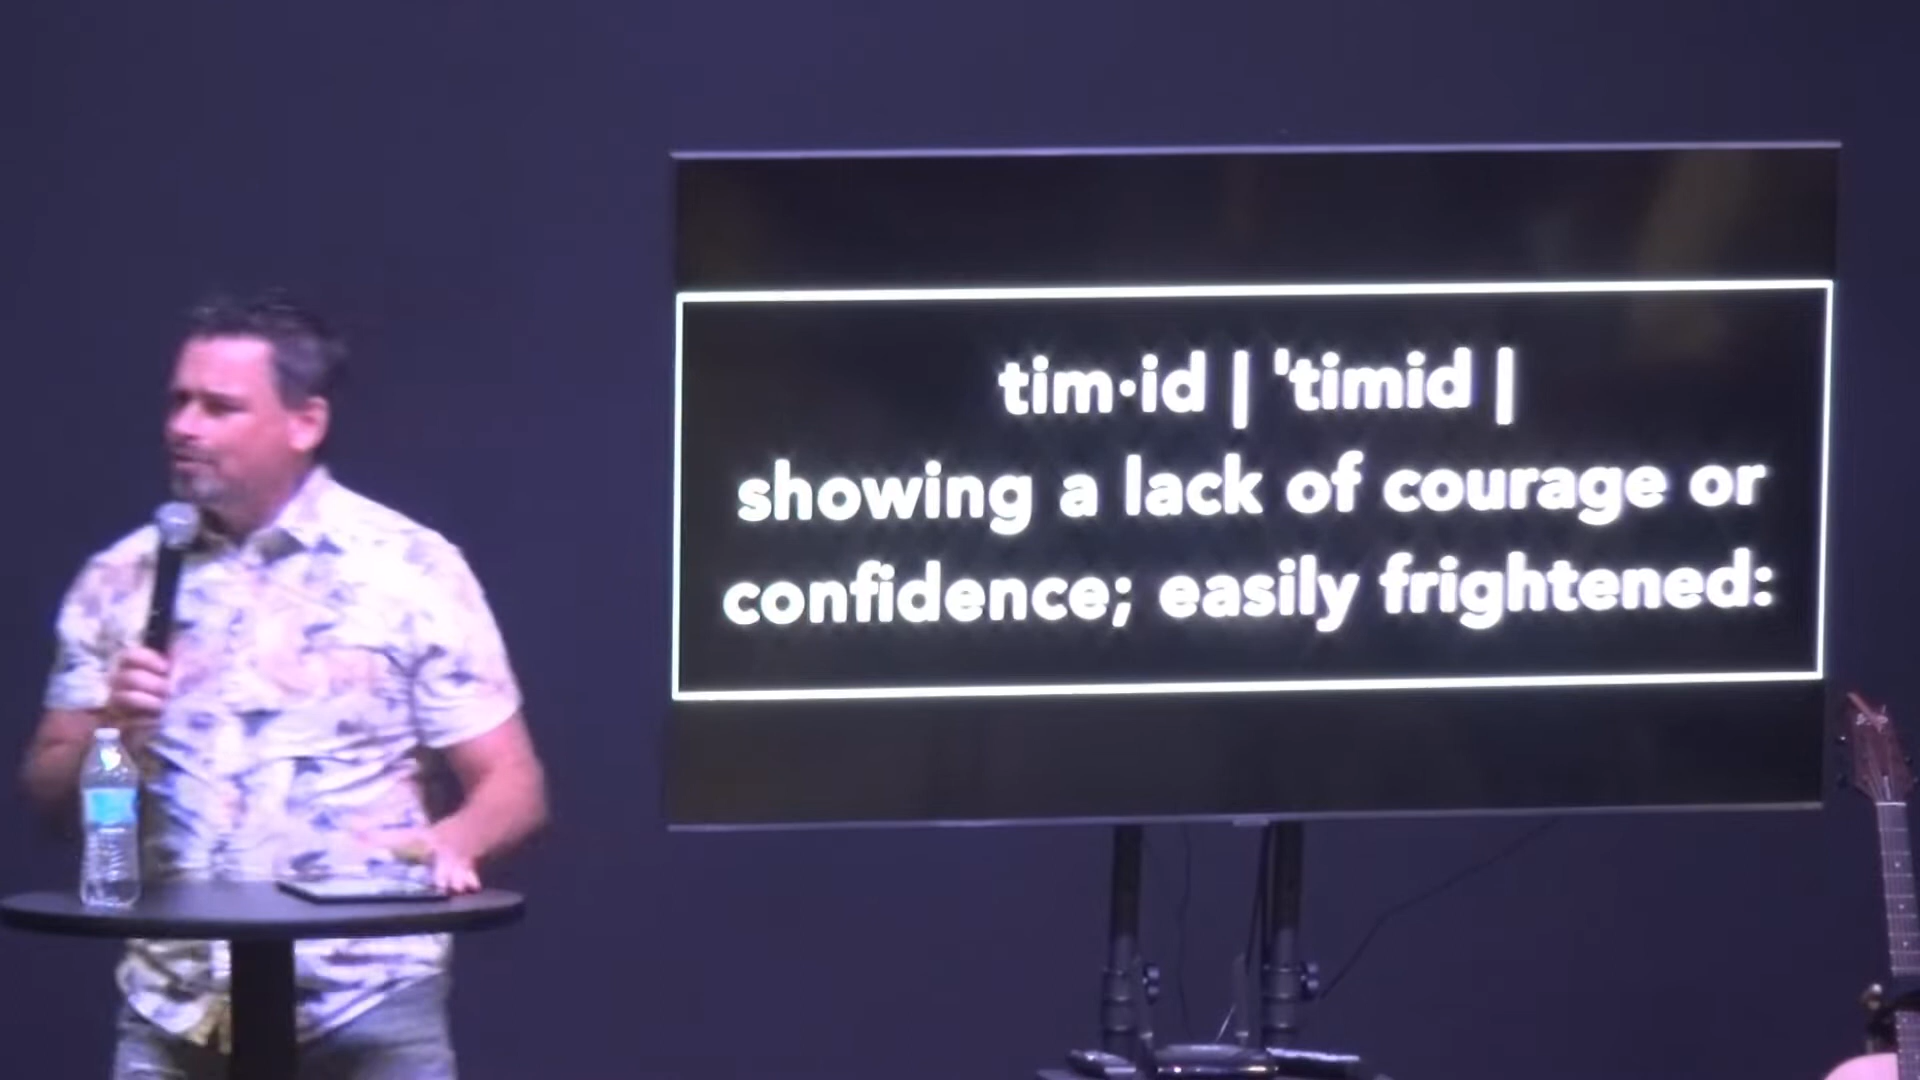 tim·id | 'timid |
showing a lack of courage or
confidence; easily frightened: